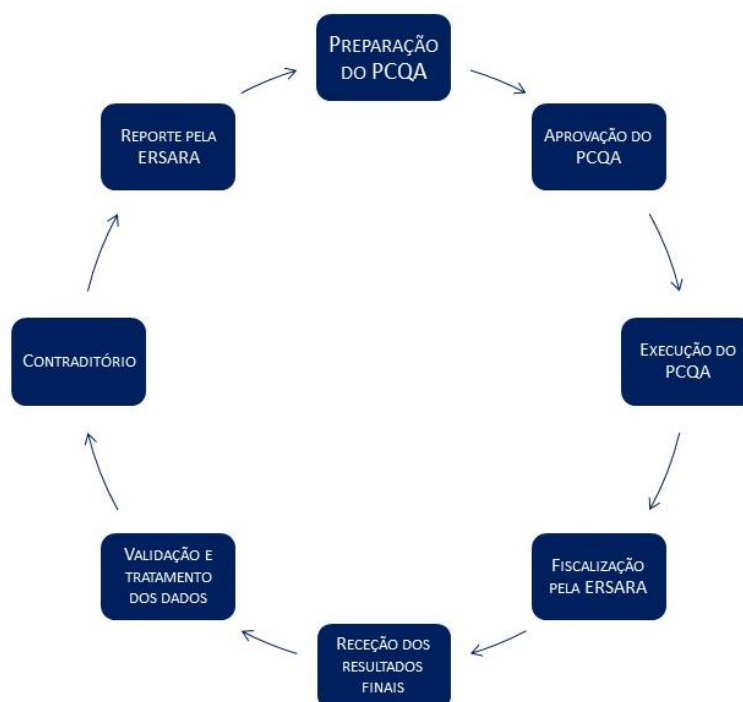 PREPARAÇÃO
DO PCQA
APROVAÇÃO DO
PCQA
EXECUÇÃO DO
PCQA
FISCALIZAÇÃO
PELA ERSARA
RECEÇÃO DOS
RESULTADOS
FINAIS
VALIDAÇÃO E
TRATAMENTO
DOS DADOS
CONTRADITÓRIO
REPORTE PELA
ERSARA